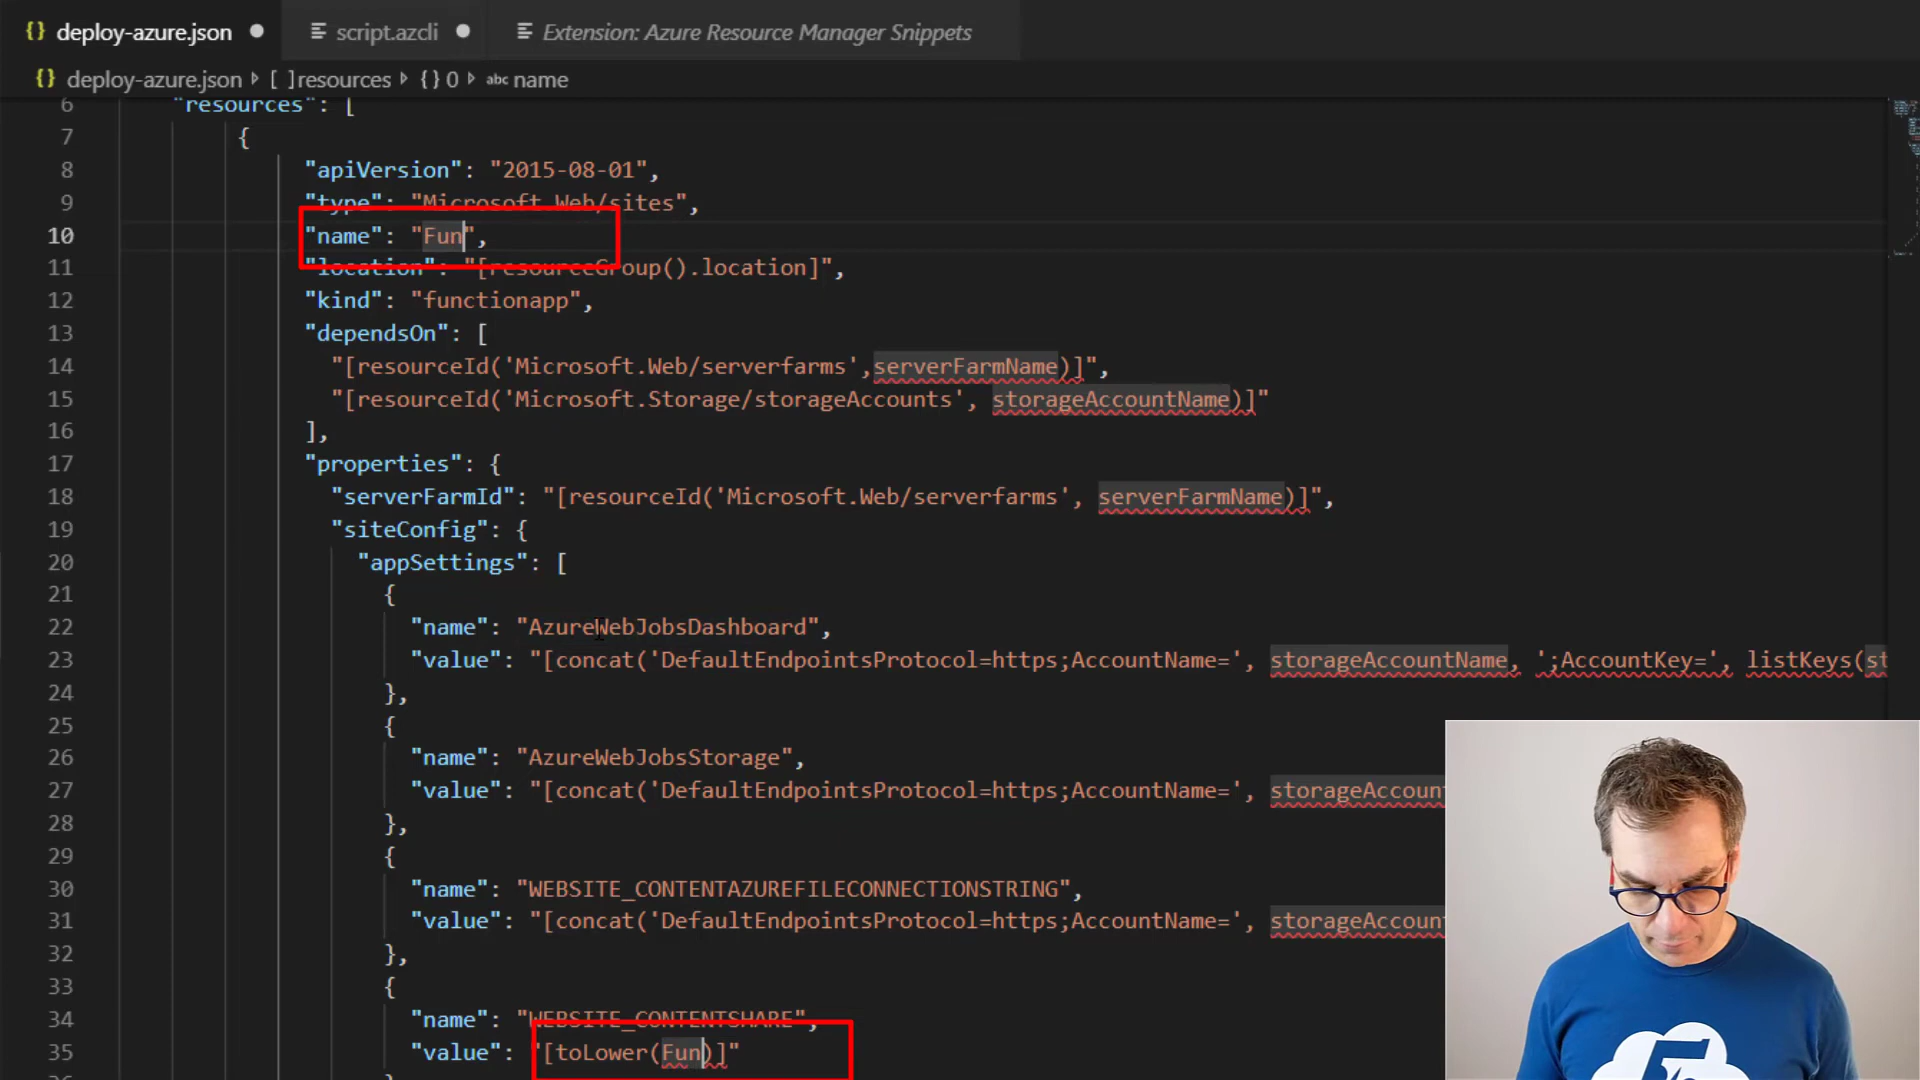 deploy-azure.json
script.azcli
Extension: Azure Resource Manager Snippets
deploy-azure.json [ ] resources {} 0 abc name
6 "resources": [
7 {
8 "apiVersion": "2015-08-01",
9 "type": "Microsoft.Web/sites",
10 "name": "Fun",
11 "location": "[resourceGroup().location]",
12 "kind": "functionapp",
13 "dependsOn": [
14 "[resourceId('Microsoft.Web/serverfarms',serverFarmName)]",
15 "[resourceId('Microsoft.Storage/storageAccounts', storageAccountName)]"
16 ],
17 "properties": {
18 "serverFarmId": "[resourceId('Microsoft.Web/serverfarms', serverFarmName)]",
19 "siteConfig": {
20 "appSettings": [
21 {
22 "name": "AzureWebJobsDashboard",
23 "value": "[concat('DefaultEndpointsProtocol=https;AccountName=', storageAccountName, ';AccountKey=', listKeys(st
24 },
25 {
26 "name": "AzureWebJobsStorage",
27 "value": "[concat('DefaultEndpointsProtocol=https;AccountName=', storageAccount
28 },
29 {
30 "name": "WEBSITE_CONTENTAZUREFILECONNECTIONSTRING",
31 "value": "[concat('DefaultEndpointsProtocol=https;AccountName=', storageAccount
32 },
33 {
34 "name": "WEBSITE_CONTENTSHARE",
35 "value": "[toLower(Fun)]"